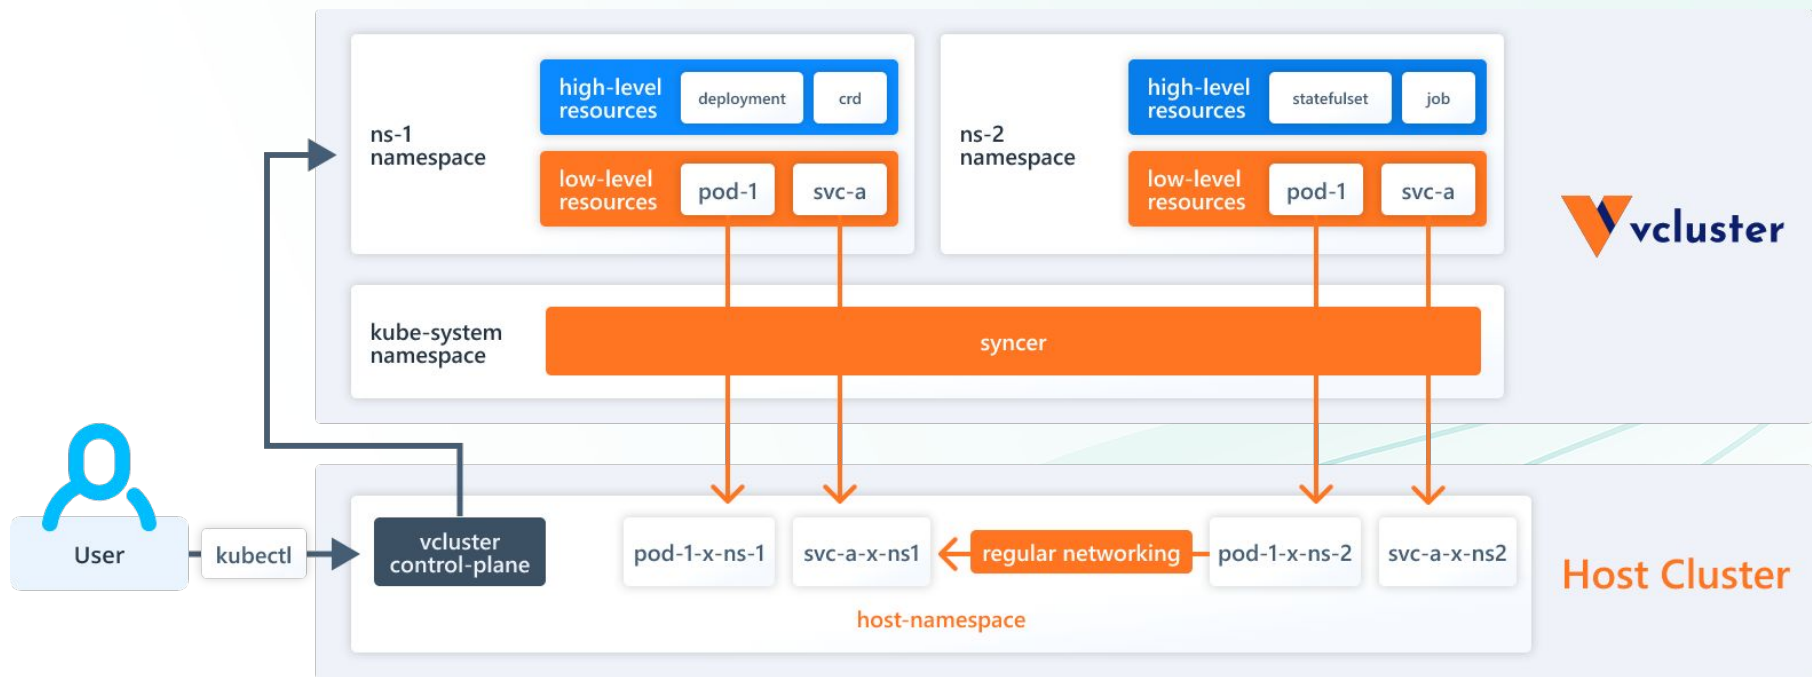 ns-1
namespace
high-level
resources
deployment
crd
low-level
resources
pod-1
svc-a
ns-2
namespace
high-level
resources
statefulset
job
low-level
resources
pod-1
svc-a
vcluster
kube-system
namespace
syncer
User
kubectl
vcluster
control-plane
pod-1-x-ns-1
svc-a-x-ns1
regular networking
pod-1-x-ns-2
svc-a-x-ns2
host-namespace
Host Cluster